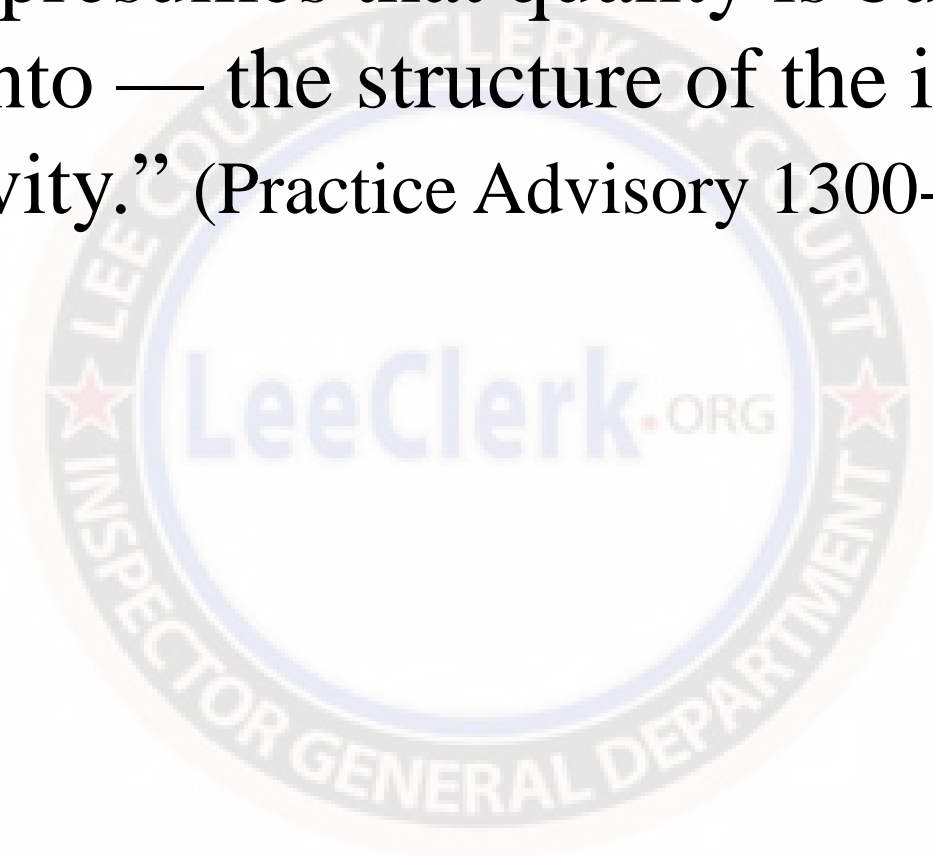 presumes that quality is bu
nto — the structure of the i
vity.” (Practice Advisory 1300-
LEE COUNTY CLERK OF COURT
LeeClerk.ORG
INSPECTOR GENERAL DEPARTMENT